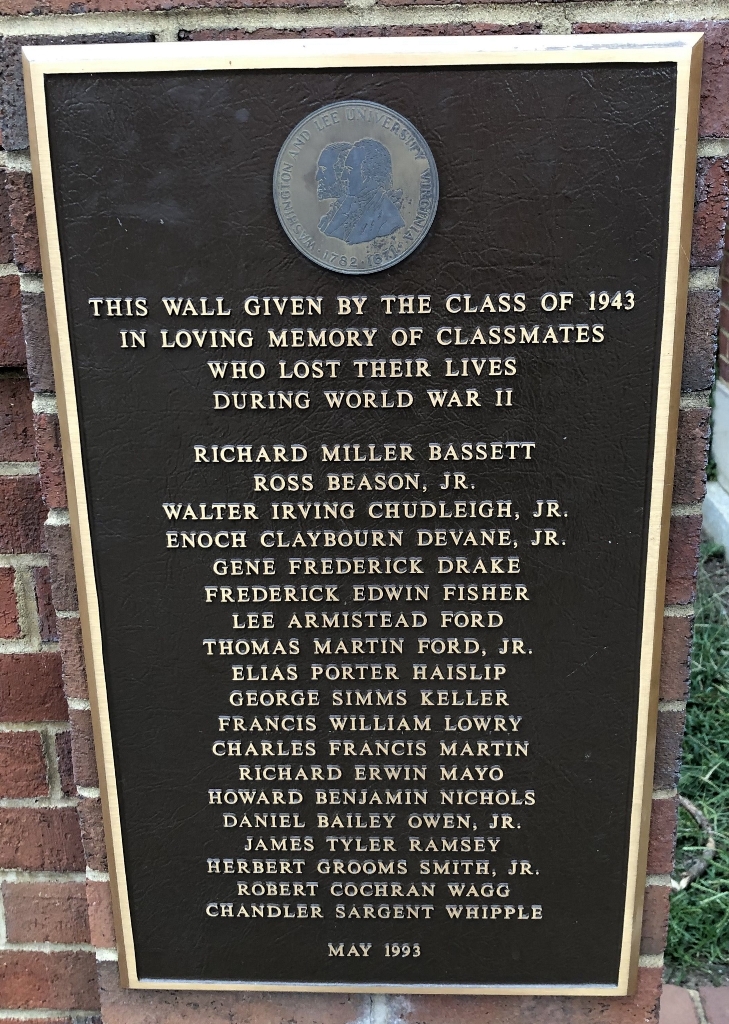 WASHINGTON AND LEE UNIVERSITY VIRGINIA
1782 · 1871
THIS WALL GIVEN BY THE CLASS OF 1943
IN LOVING MEMORY OF CLASSMATES
WHO LOST THEIR LIVES
DURING WORLD WAR II
RICHARD MILLER BASSETT
ROSS BEASON, JR.
WALTER IRVING CHUDLEIGH, JR.
ENOCH CLAYBOURN DEVANE, JR.
GENE FREDERICK DRAKE
FREDERICK EDWIN FISHER
LEE ARMISTEAD FORD
THOMAS MARTIN FORD, JR.
ELIAS PORTER HAISLIP
GEORGE SIMMS KELLER
FRANCIS WILLIAM LOWRY
CHARLES FRANCIS MARTIN
RICHARD ERWIN MAYO
HOWARD BENJAMIN NICHOLS
DANIEL BAILEY OWEN, JR.
JAMES TYLER RAMSEY
HERBERT GROOMS SMITH, JR.
ROBERT COCHRAN WAGG
CHANDLER SARGENT WHIPPLE
MAY 1993